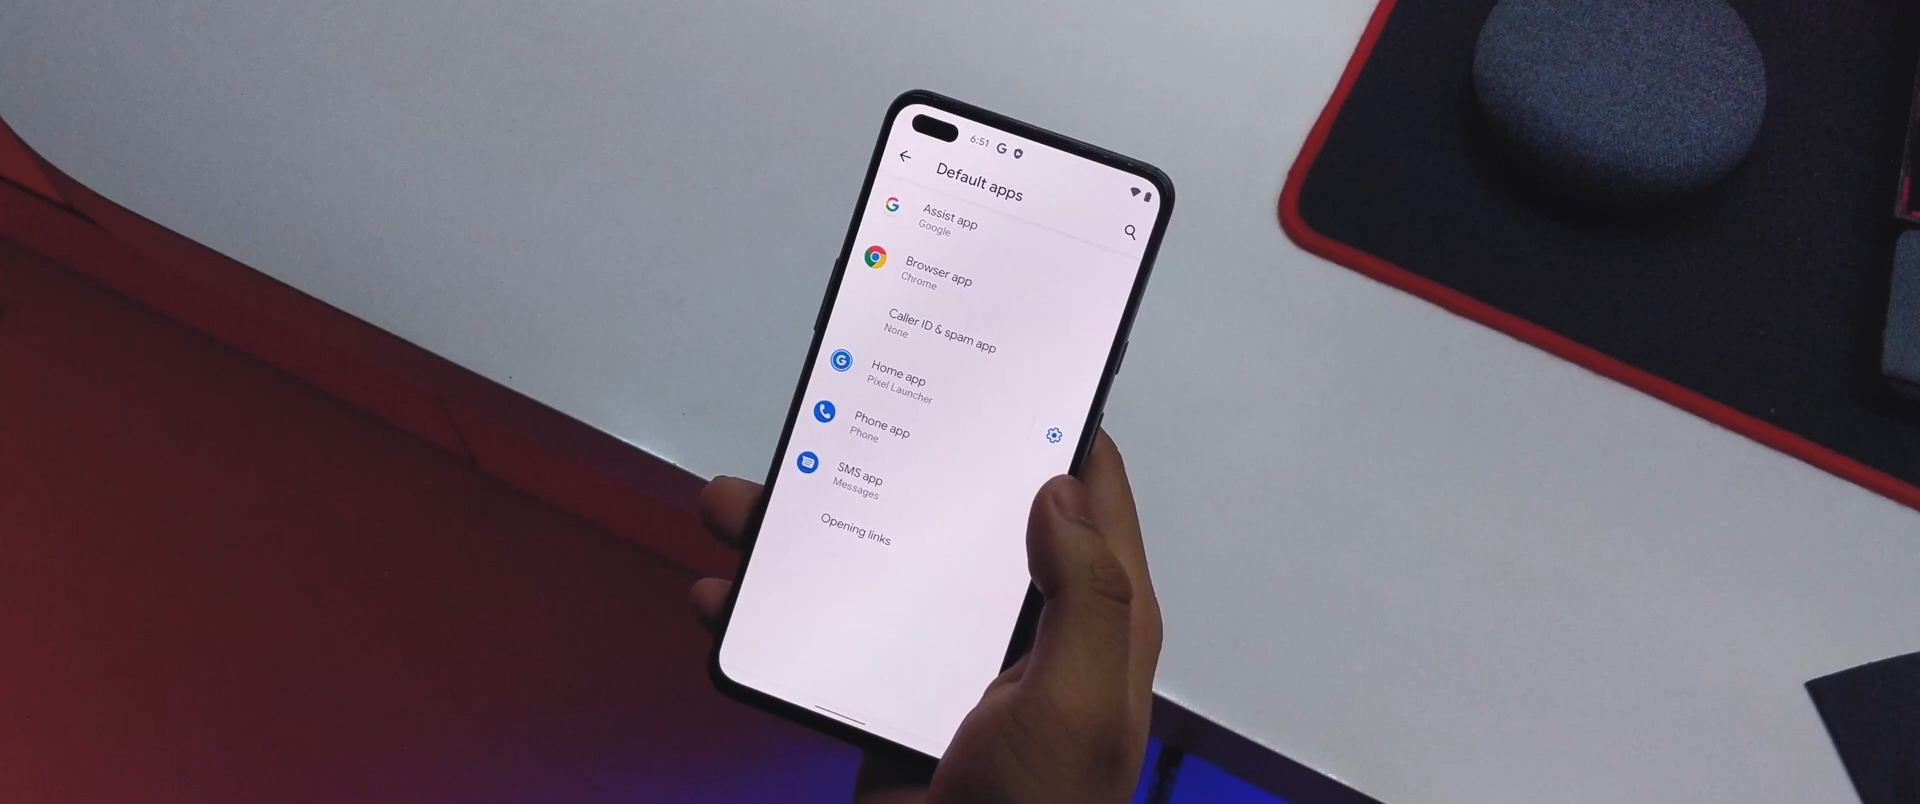 6:51
Default apps
Assist app
Google
Browser app
Chrome
Caller ID & spam app
None
Home app
Pixel Launcher
Phone app
Phone
SMS app
Messages
Opening links